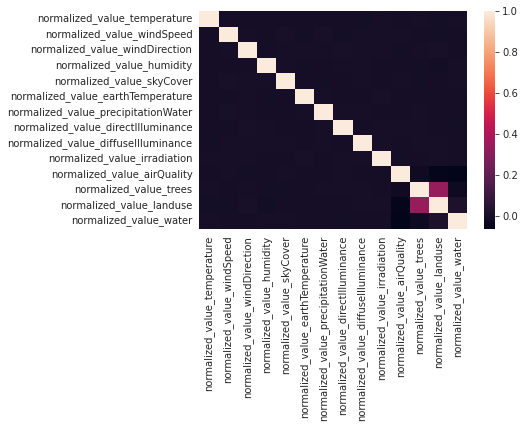 normalized_value_temperature
normalized_value_windSpeed
normalized_value_windDirection
normalized_value_humidity
normalized_value_skyCover
normalized_value_earthTemperature
normalized_value_precipitationWater
normalized_value_directIlluminance
normalized_value_diffuseIlluminance
normalized_value_irradiation
normalized_value_airQuality
normalized_value_trees
normalized_value_landuse
normalized_value_water
normalized_value_temperature
normalized_value_windSpeed
normalized_value_windDirection
normalized_value_humidity
normalized_value_skyCover
normalized_value_earthTemperature
normalized_value_precipitationWater
normalized_value_directIlluminance
normalized_value_diffuseIlluminance
normalized_value_irradiation
normalized_value_airQuality
normalized_value_trees
normalized_value_landuse
normalized_value_water
1.0
0.8
0.6
0.4
0.2
0.0